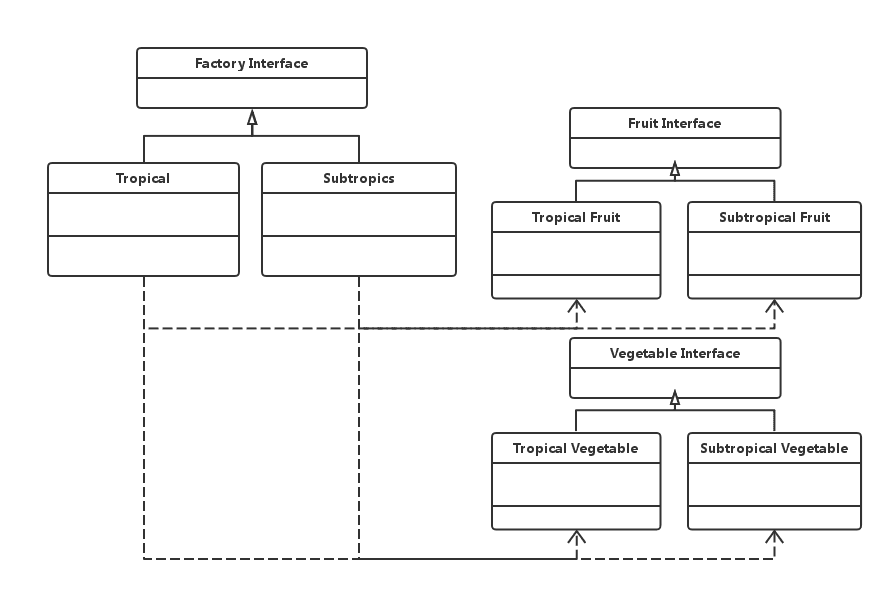 Factory Interface
Tropical
Subtropics
Fruit Interface
Tropical Fruit
Subtropical Fruit
Vegetable Interface
Tropical Vegetable
Subtropical Vegetable